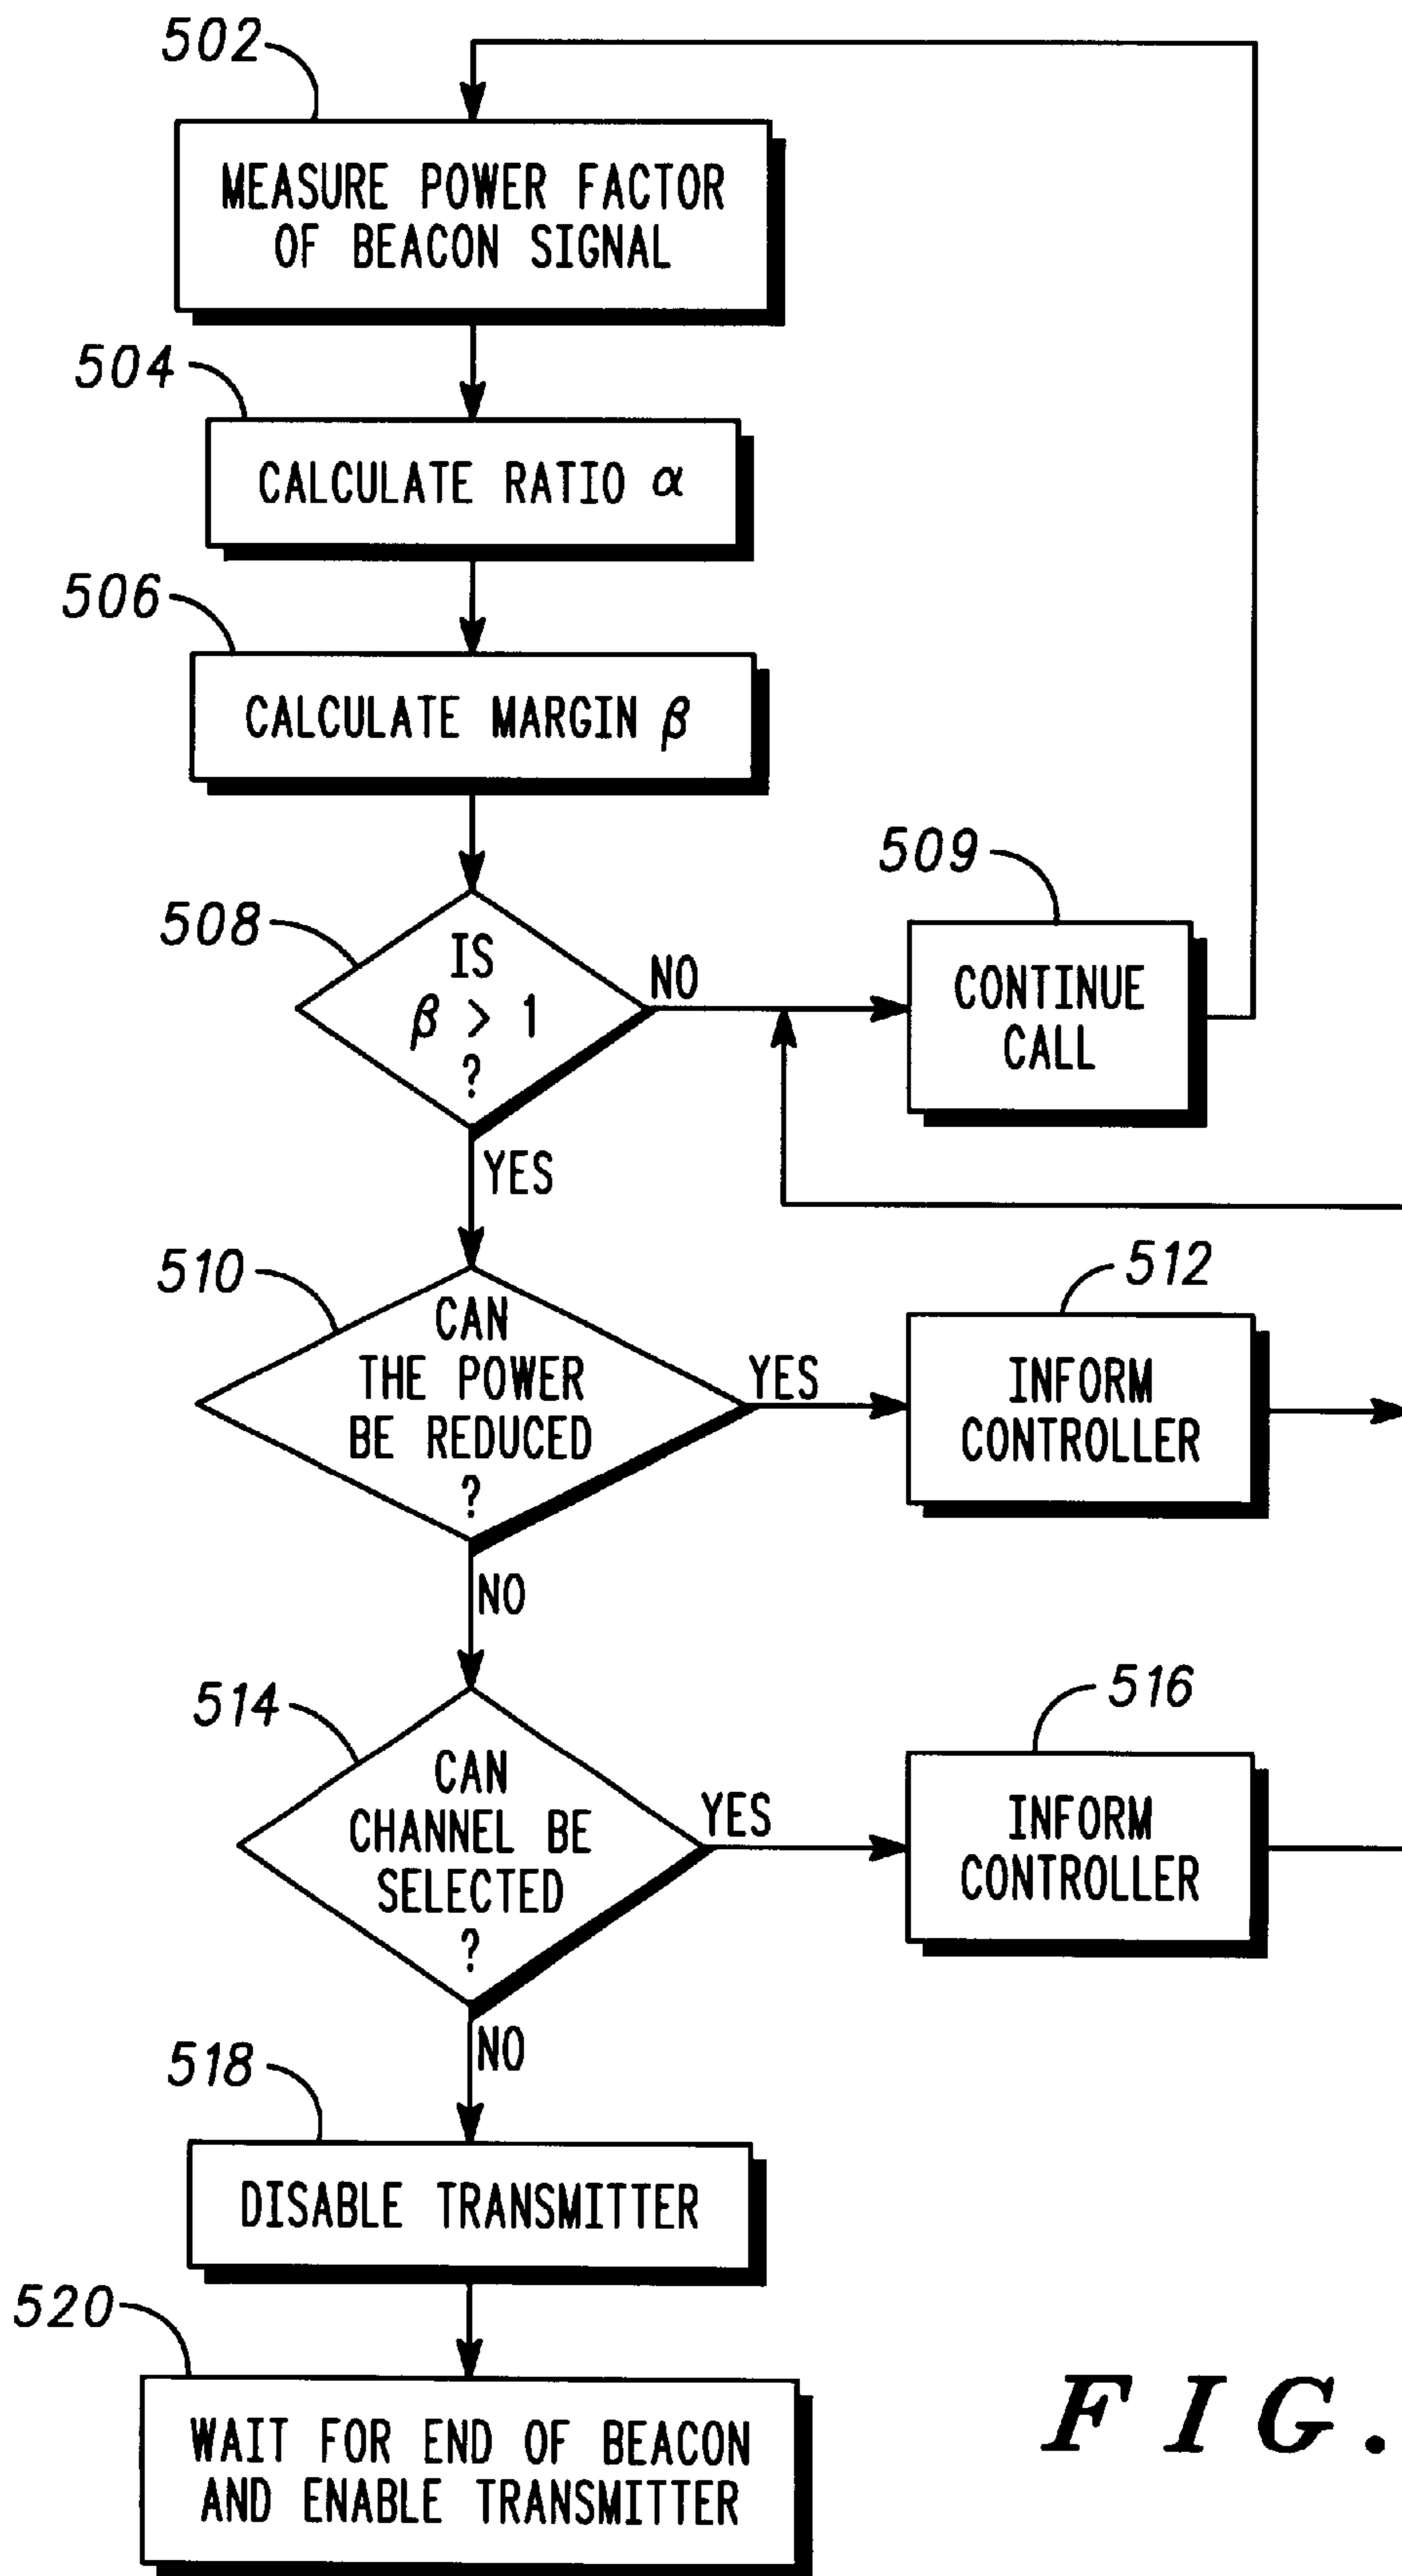 502
MEASURE POWER FACTOR
OF BEACON SIGNAL
504
CALCULATE RATIO α
506
CALCULATE MARGIN β
508
IS
β > 1
?
NO
509
CONTINUE
CALL
YES
510
CAN
THE POWER
BE REDUCED
?
YES
512
INFORM
CONTROLLER
NO
514
CAN
CHANNEL BE
SELECTED
?
YES
516
INFORM
CONTROLLER
NO
518
DISABLE TRANSMITTER
520
WAIT FOR END OF BEACON
AND ENABLE TRANSMITTER
FIG.